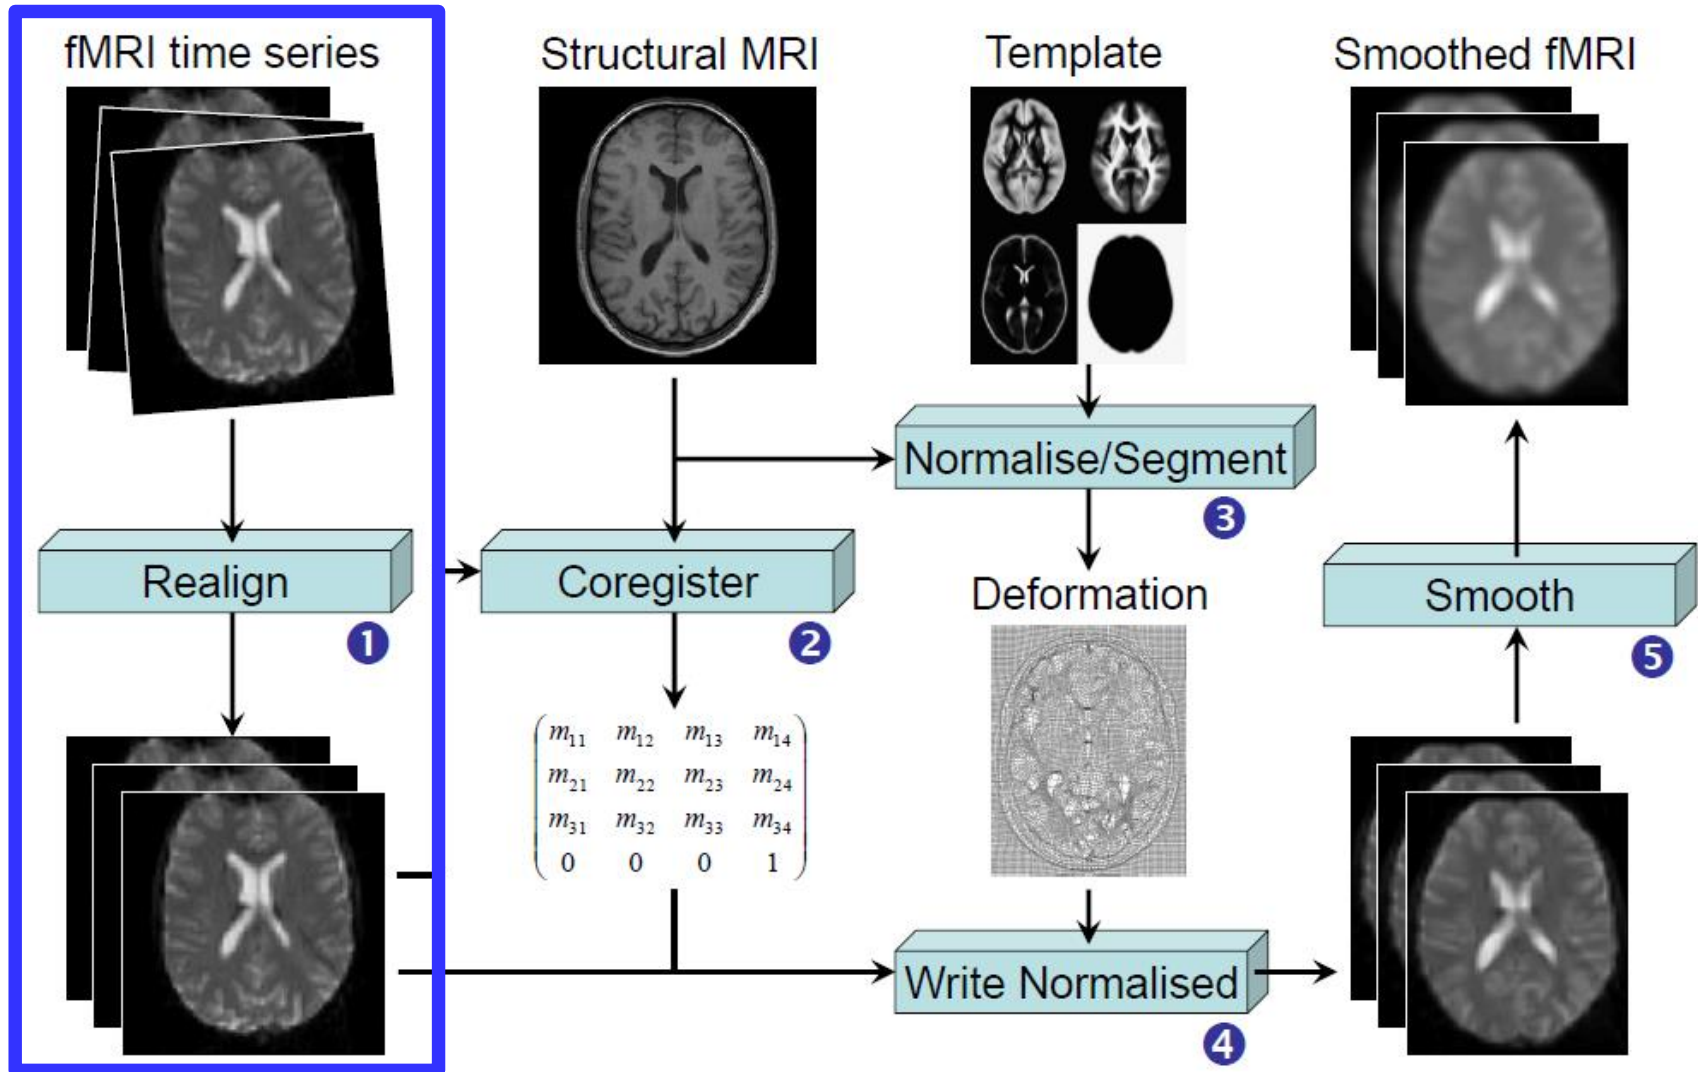 fMRI time series
Structural MRI
Template
Smoothed fMRI
Normalise/Segment
3
Realign
1
Coregister
2
Deformation
Smooth
5
m11 m12 m13 m14
m21 m22 m23 m24
m31 m32 m33 m34
0 0 0 1
Write Normalised
4